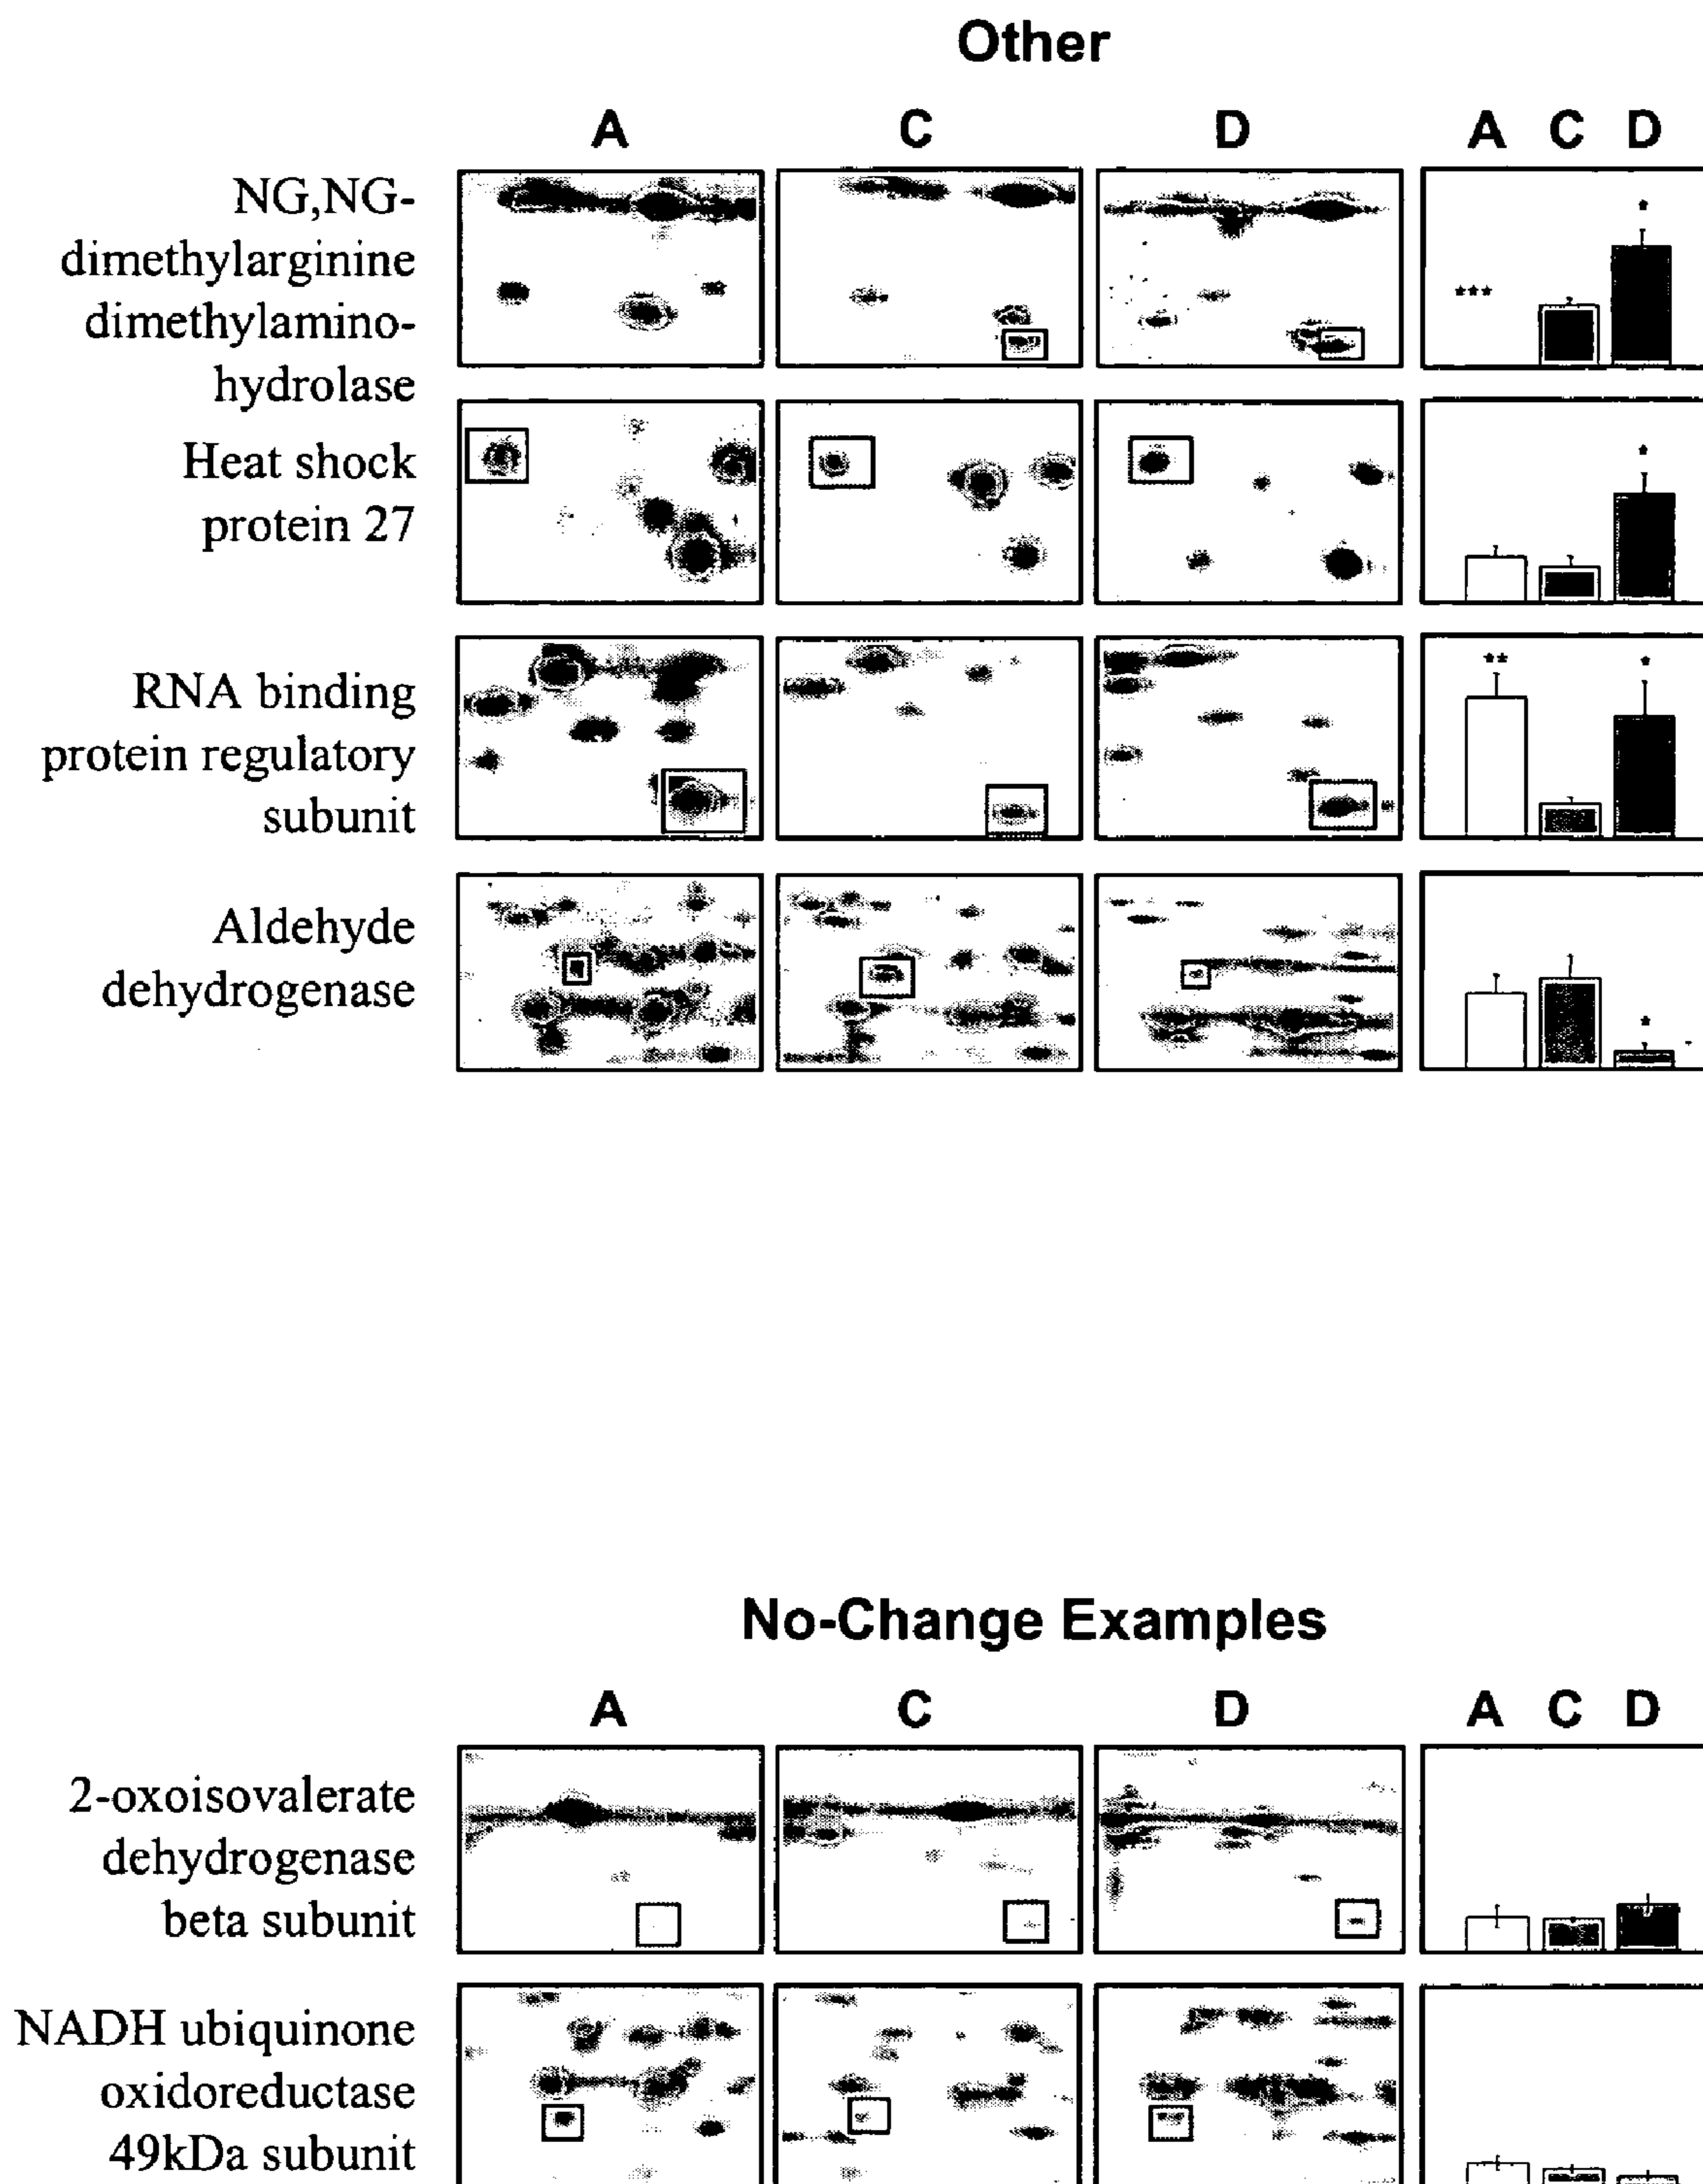 Other
A C D A C D
NG,NG-
dimethylarginine
dimethylamino-
hydrolase
***
*
Heat shock
protein 27
*
RNA binding
protein regulatory
subunit
** *
Aldehyde
dehydrogenase
*
No-Change Examples
A C D A C D
2-oxoisovalerate
dehydrogenase
beta subunit
NADH ubiquinone
oxidoreductase
49kDa subunit